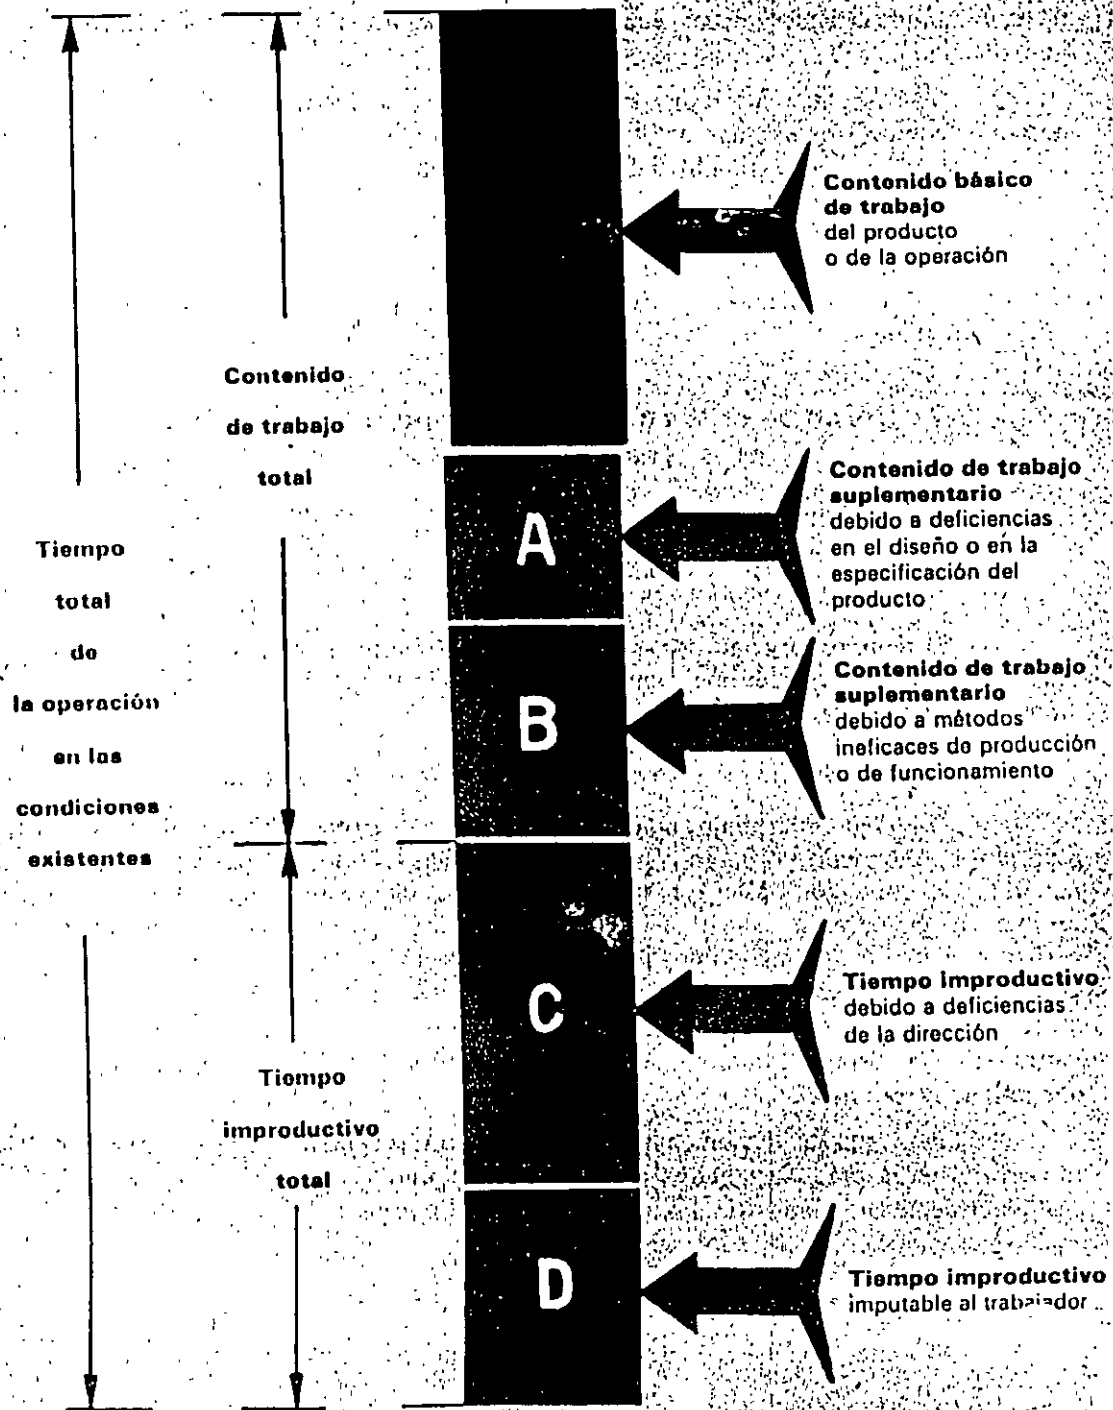 Contenido básico
de trabajo
del producto
o de la operación
Contenido
de trabajo
total
A
Contenido de trabajo
suplementario
debido a deficiencias
en el diseño o en la
especificación del
producto
Tiempo
total
de
la operación
en las
condiciones
existentes
B
Contenido de trabajo
suplementario
debido a métodos
ineficaces de producción
o de funcionamiento
C
Tiempo improductivo
debido a deficiencias
de la dirección
Tiempo
improductivo
total
D
Tiempo improductivo
imputable al trabajador